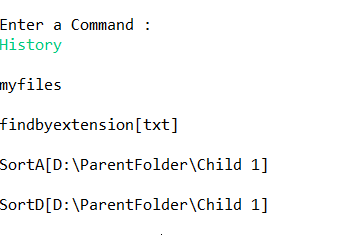 Enter a Command :
History
myfiles
findbyextension[txt]
SortA[D:\ParentFolder\Child 1]
SortD[D:\ParentFolder\Child 1]